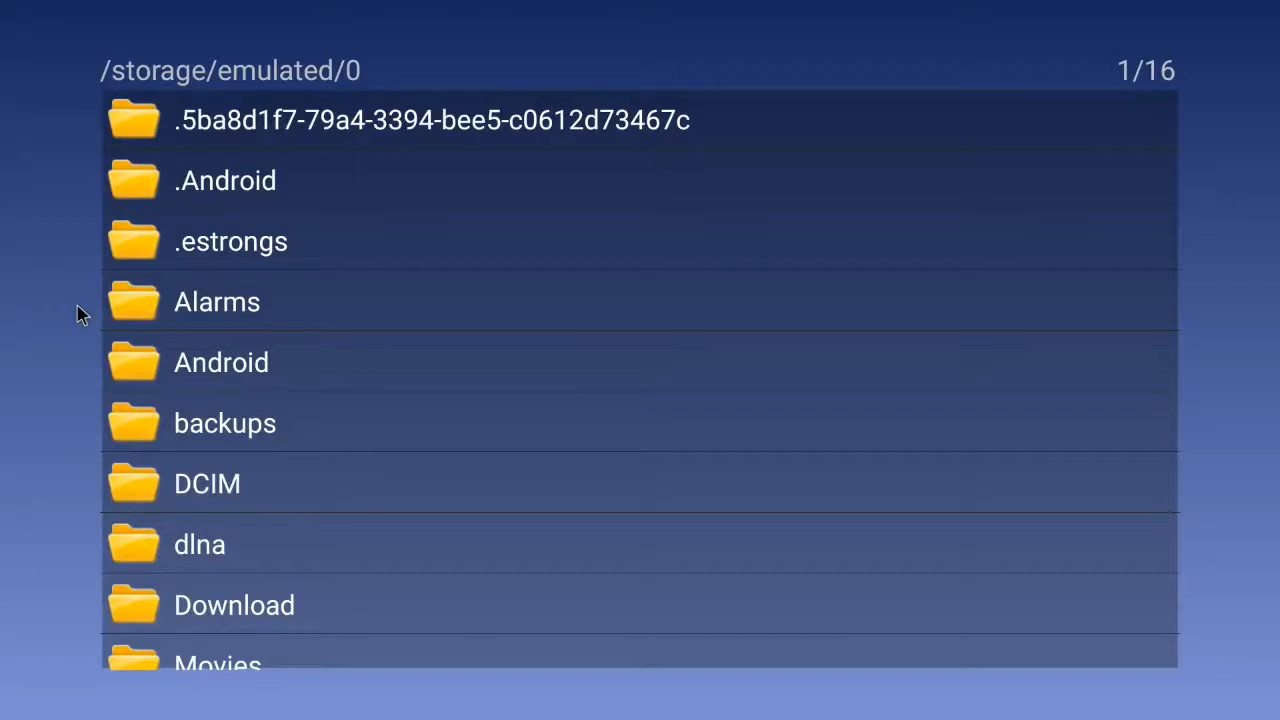 /storage/emulated/0 1/16
.5ba8d1f7-79a4-3394-bee5-c0612d73467c
.Android
.estrongs
Alarms
Android
backups
DCIM
dlna
Download
Movies